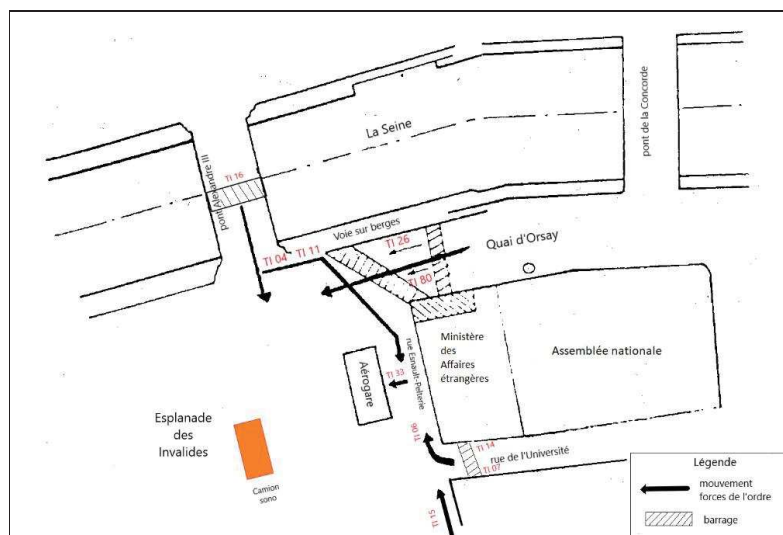 La Seine
pont de la Concorde
pont Alexandre III
TI 16
Voie sur berges
TI 26
Quai d'Orsay
TI 04
TI 11
TI 80
rue Esnault-Pelterie
Ministère
des
Affaires
étrangères
Assemblée nationale
Aérogare
TI 33
Esplanade
des
Invalides
TI 06
TI 14
rue de l'Université
TI 07
Camion
sono
TI 15
Légende
mouvement
forces de l'ordre
barrage